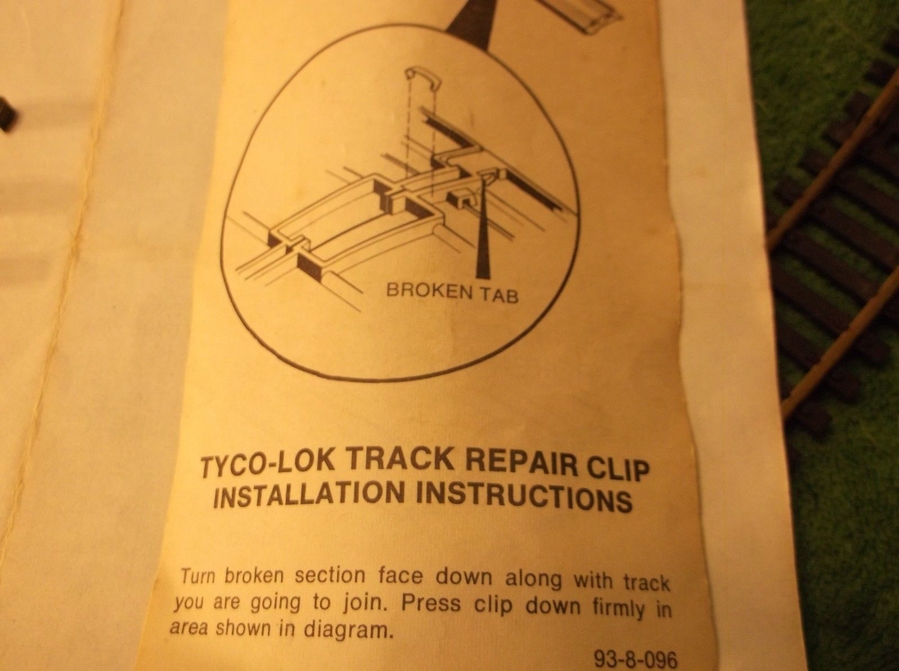 BROKEN TAB
TYCO-LOK TRACK REPAIR CLIP
INSTALLATION INSTRUCTIONS
Turn broken section face down along with track
you are going to join. Press clip down firmly in
area shown in diagram.
93-8-096